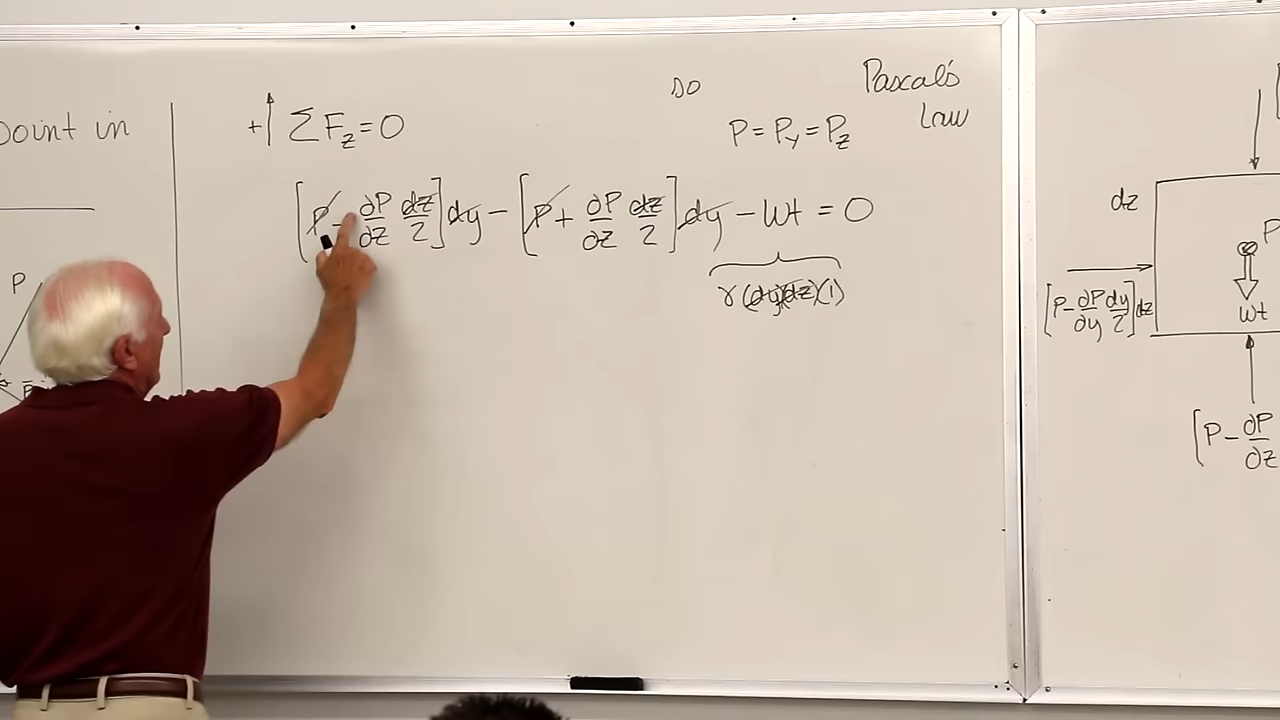 point in
P
+↑ ΣF_z = 0
[P - ∂P/∂z dz/2] dy - [P + ∂P/∂z dz/2] dy - Wt = 0
γ(dy)(dz)(1)
DO
Pascal's
Law
P = P_y = P_z
dz
P
Wt
[P - ∂P/∂y dy/2] dz
[P - ∂P/∂z